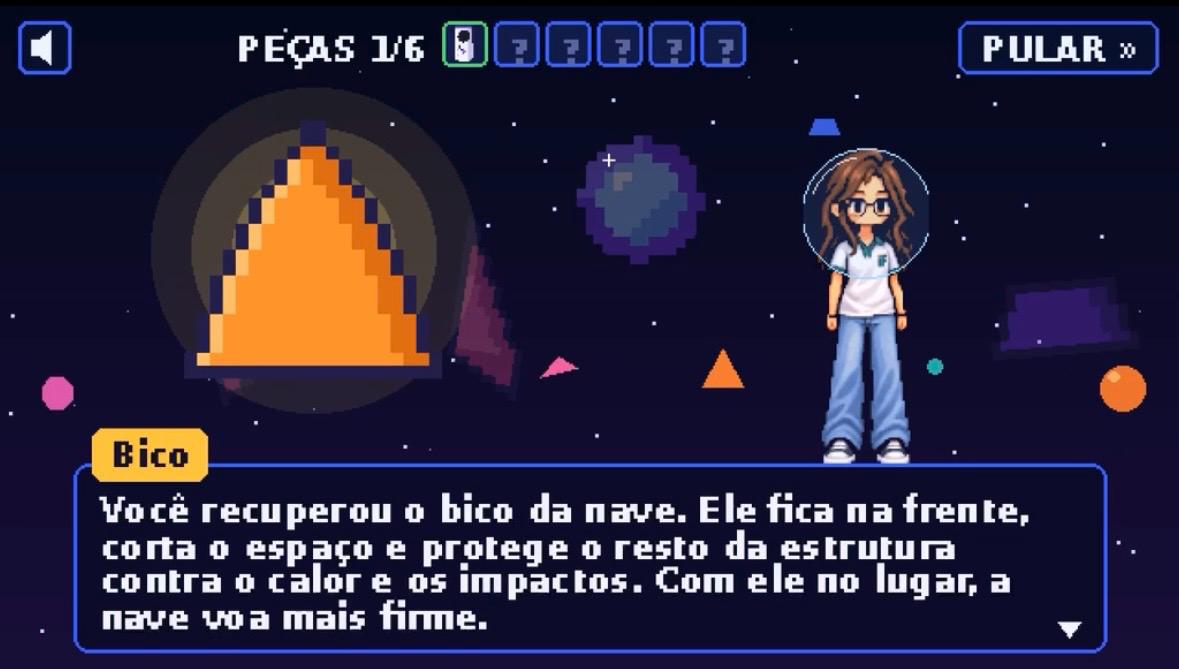 PEÇAS 1/6
? ? ? ? ?
PULAR »
Bico
Você recuperou o bico da nave. Ele fica na frente,
corta o espaço e protege o resto da estrutura
contra o calor e os impactos. Com ele no lugar, a
nave voa mais firme.